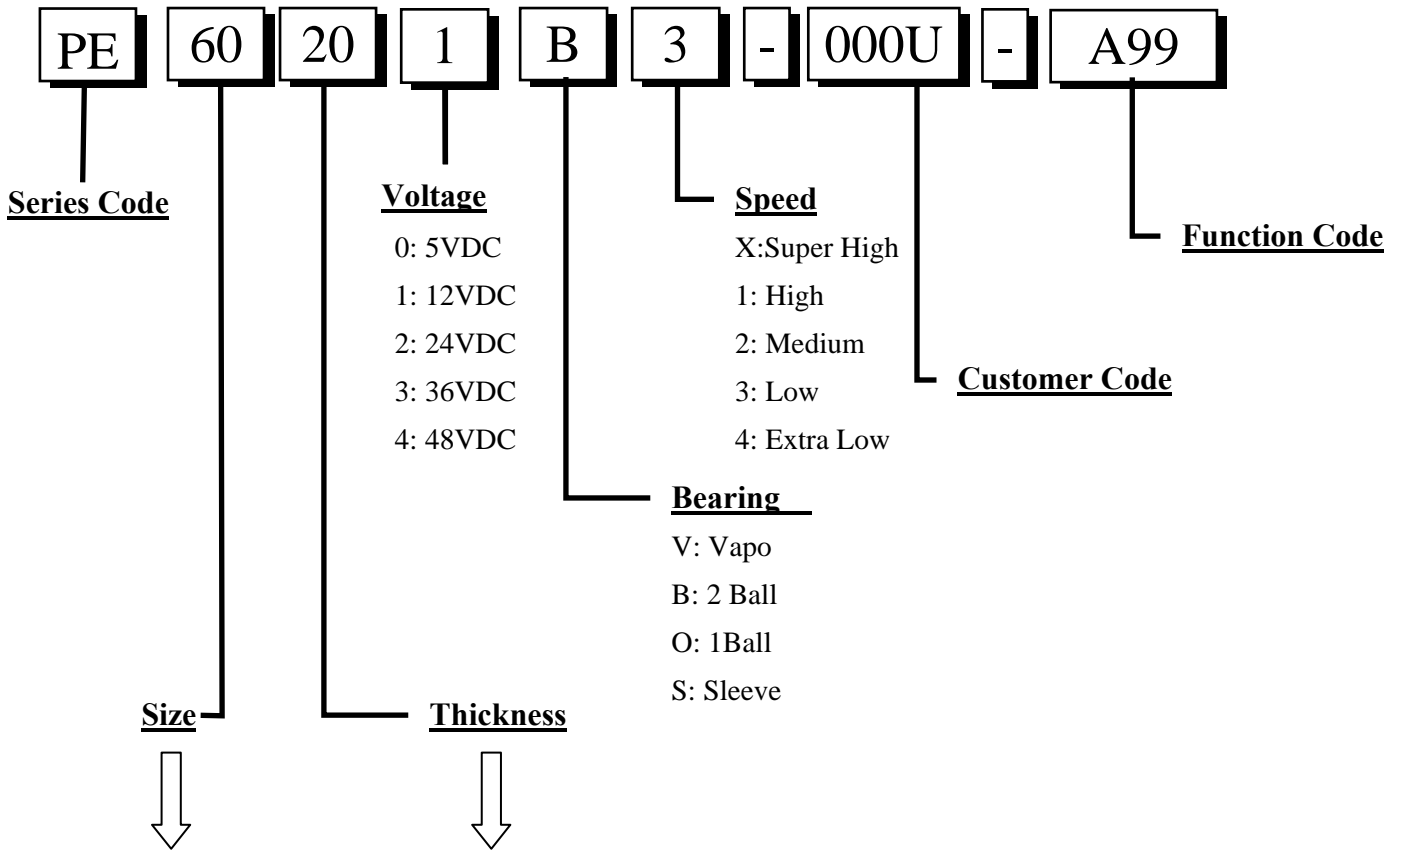 PE 60 20 1 B 3 - 000U - A99
Series Code
Voltage
0: 5VDC
1: 12VDC
2: 24VDC
3: 36VDC
4: 48VDC
Speed
X:Super High
1: High
2: Medium
3: Low
4: Extra Low
Function Code
Customer Code
Bearing
V: Vapo
B: 2 Ball
O: 1Ball
S: Sleeve
Size
Thickness